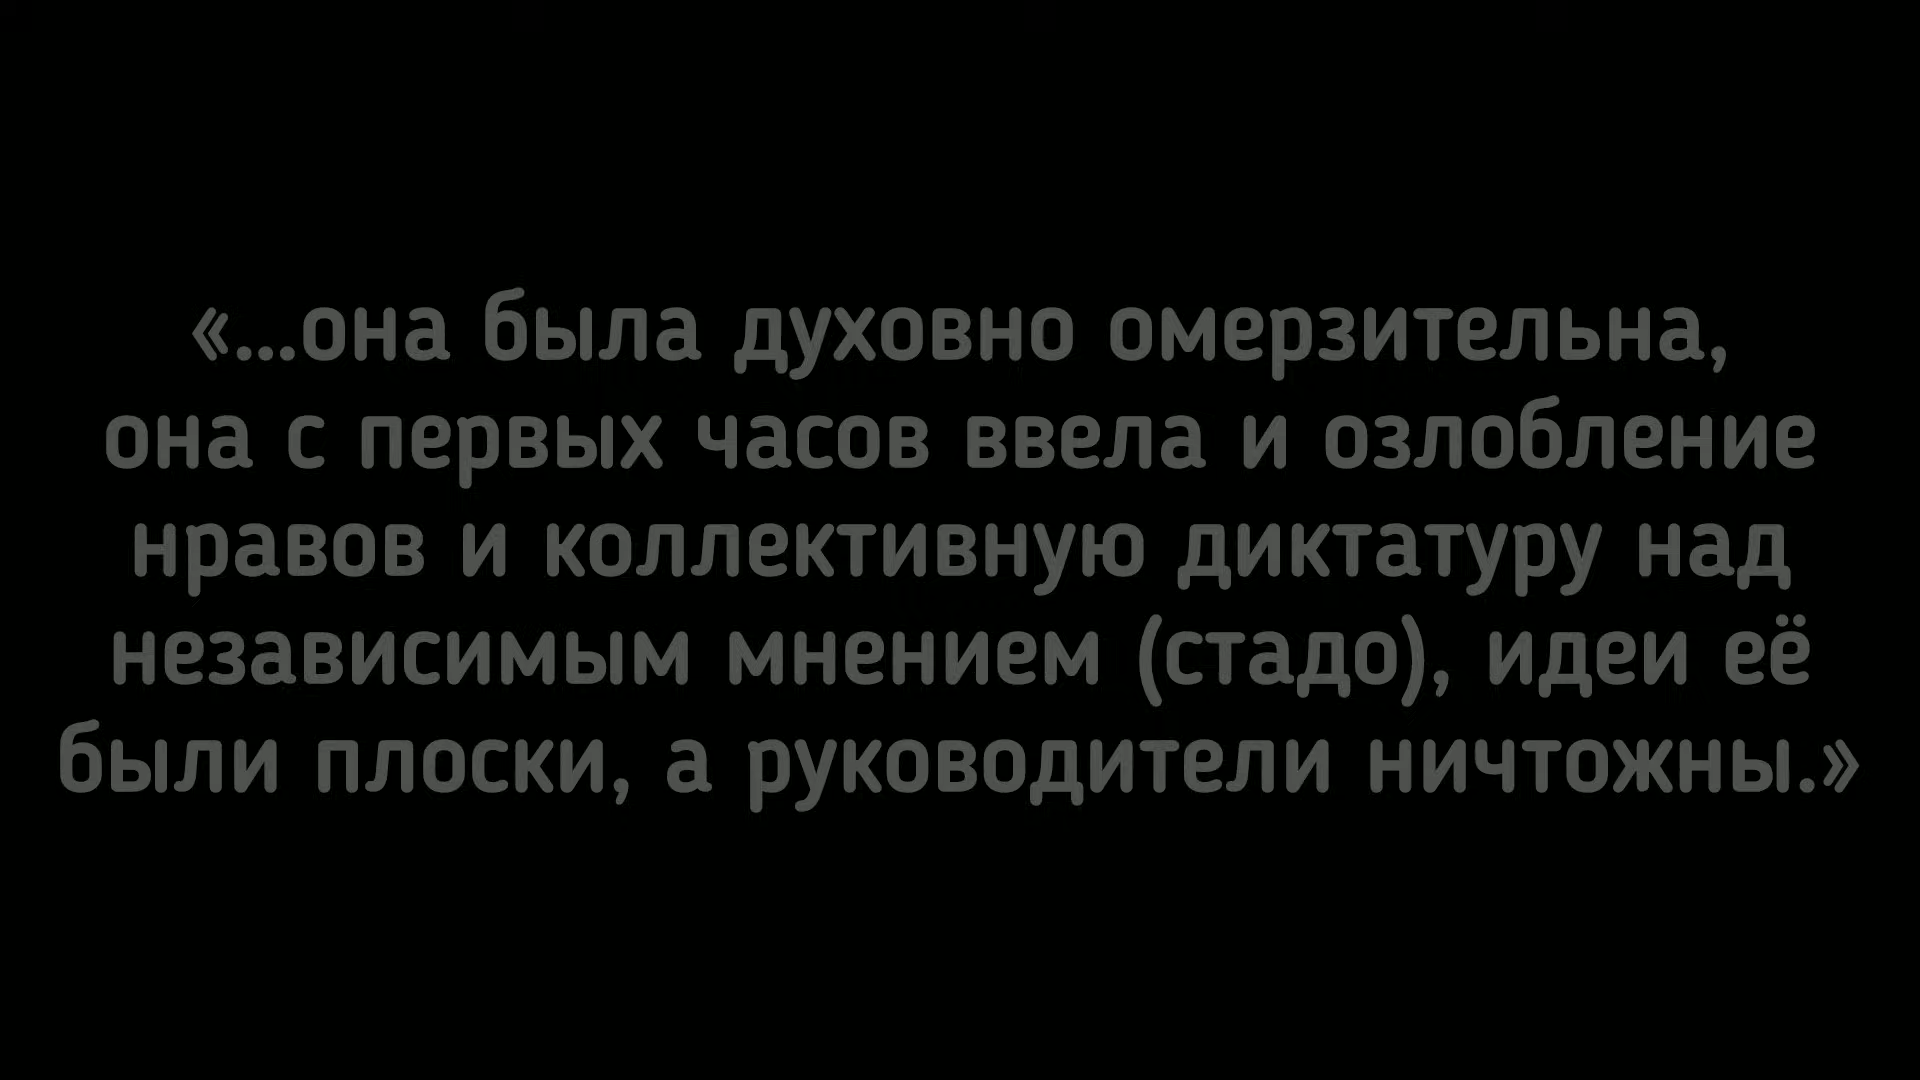 «...она была духовно омерзительна,
она с первых часов ввела и озлобление
нравов и коллективную диктатуру над
независимым мнением (стадо), идеи её
были плоски, а руководители ничтожны.»